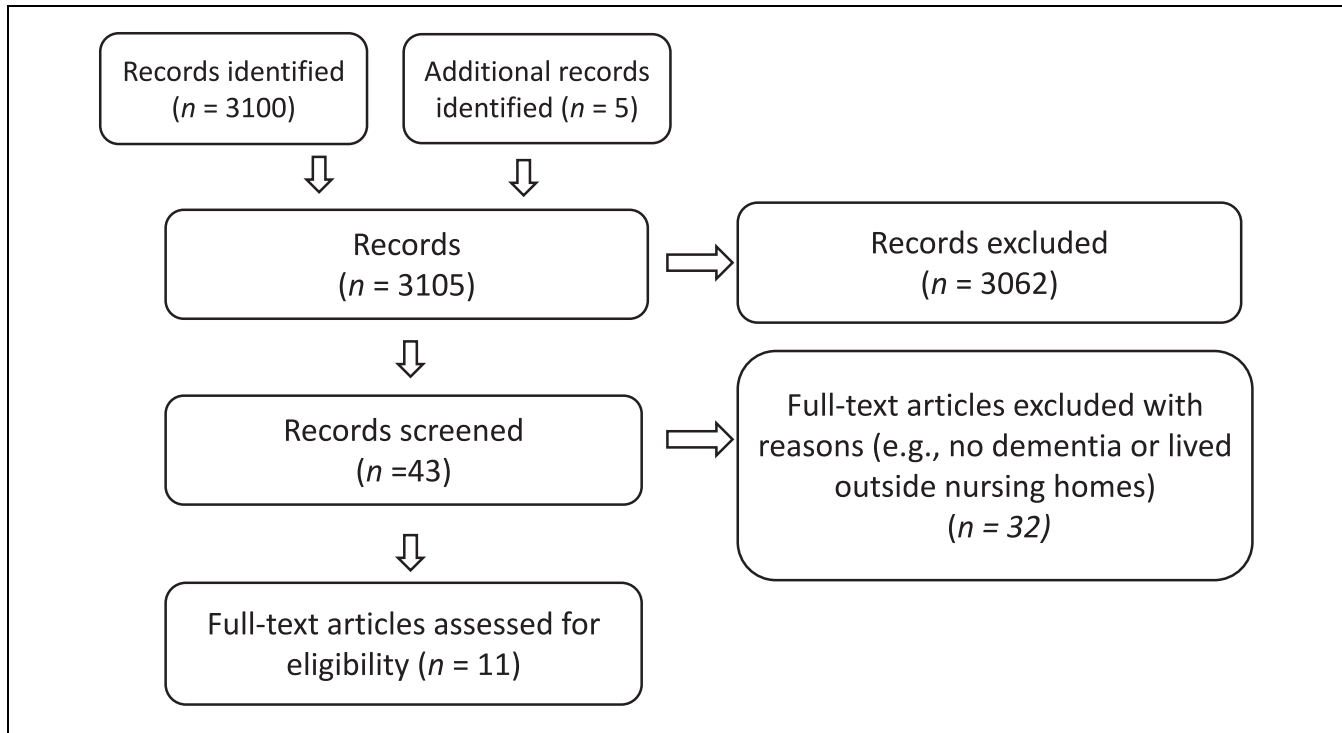 Records identified
(n = 3100)
Additional records
identified (n = 5)
Records
(n = 3105)
Records excluded
(n = 3062)
Records screened
(n =43)
Full-text articles excluded with
reasons (e.g., no dementia or lived
outside nursing homes)
(n = 32)
Full-text articles assessed for
eligibility (n = 11)